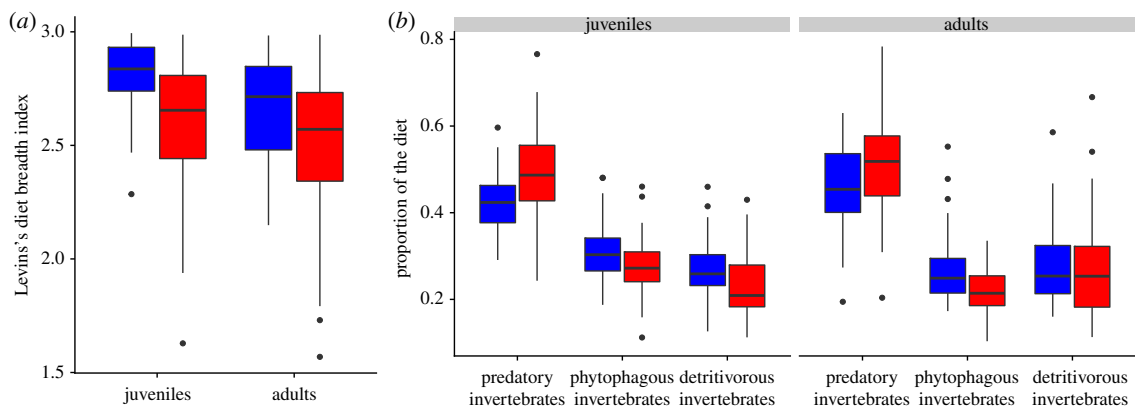 (a)
3.0
2.5
2.0
1.5
Levins's diet breadth index
juveniles adults
(b)
juveniles adults
0.8
0.6
0.4
0.2
proportion of the diet
predatory phytophagous detritivorous predatory phytophagous detritivorous
invertebrates invertebrates invertebrates invertebrates invertebrates invertebrates